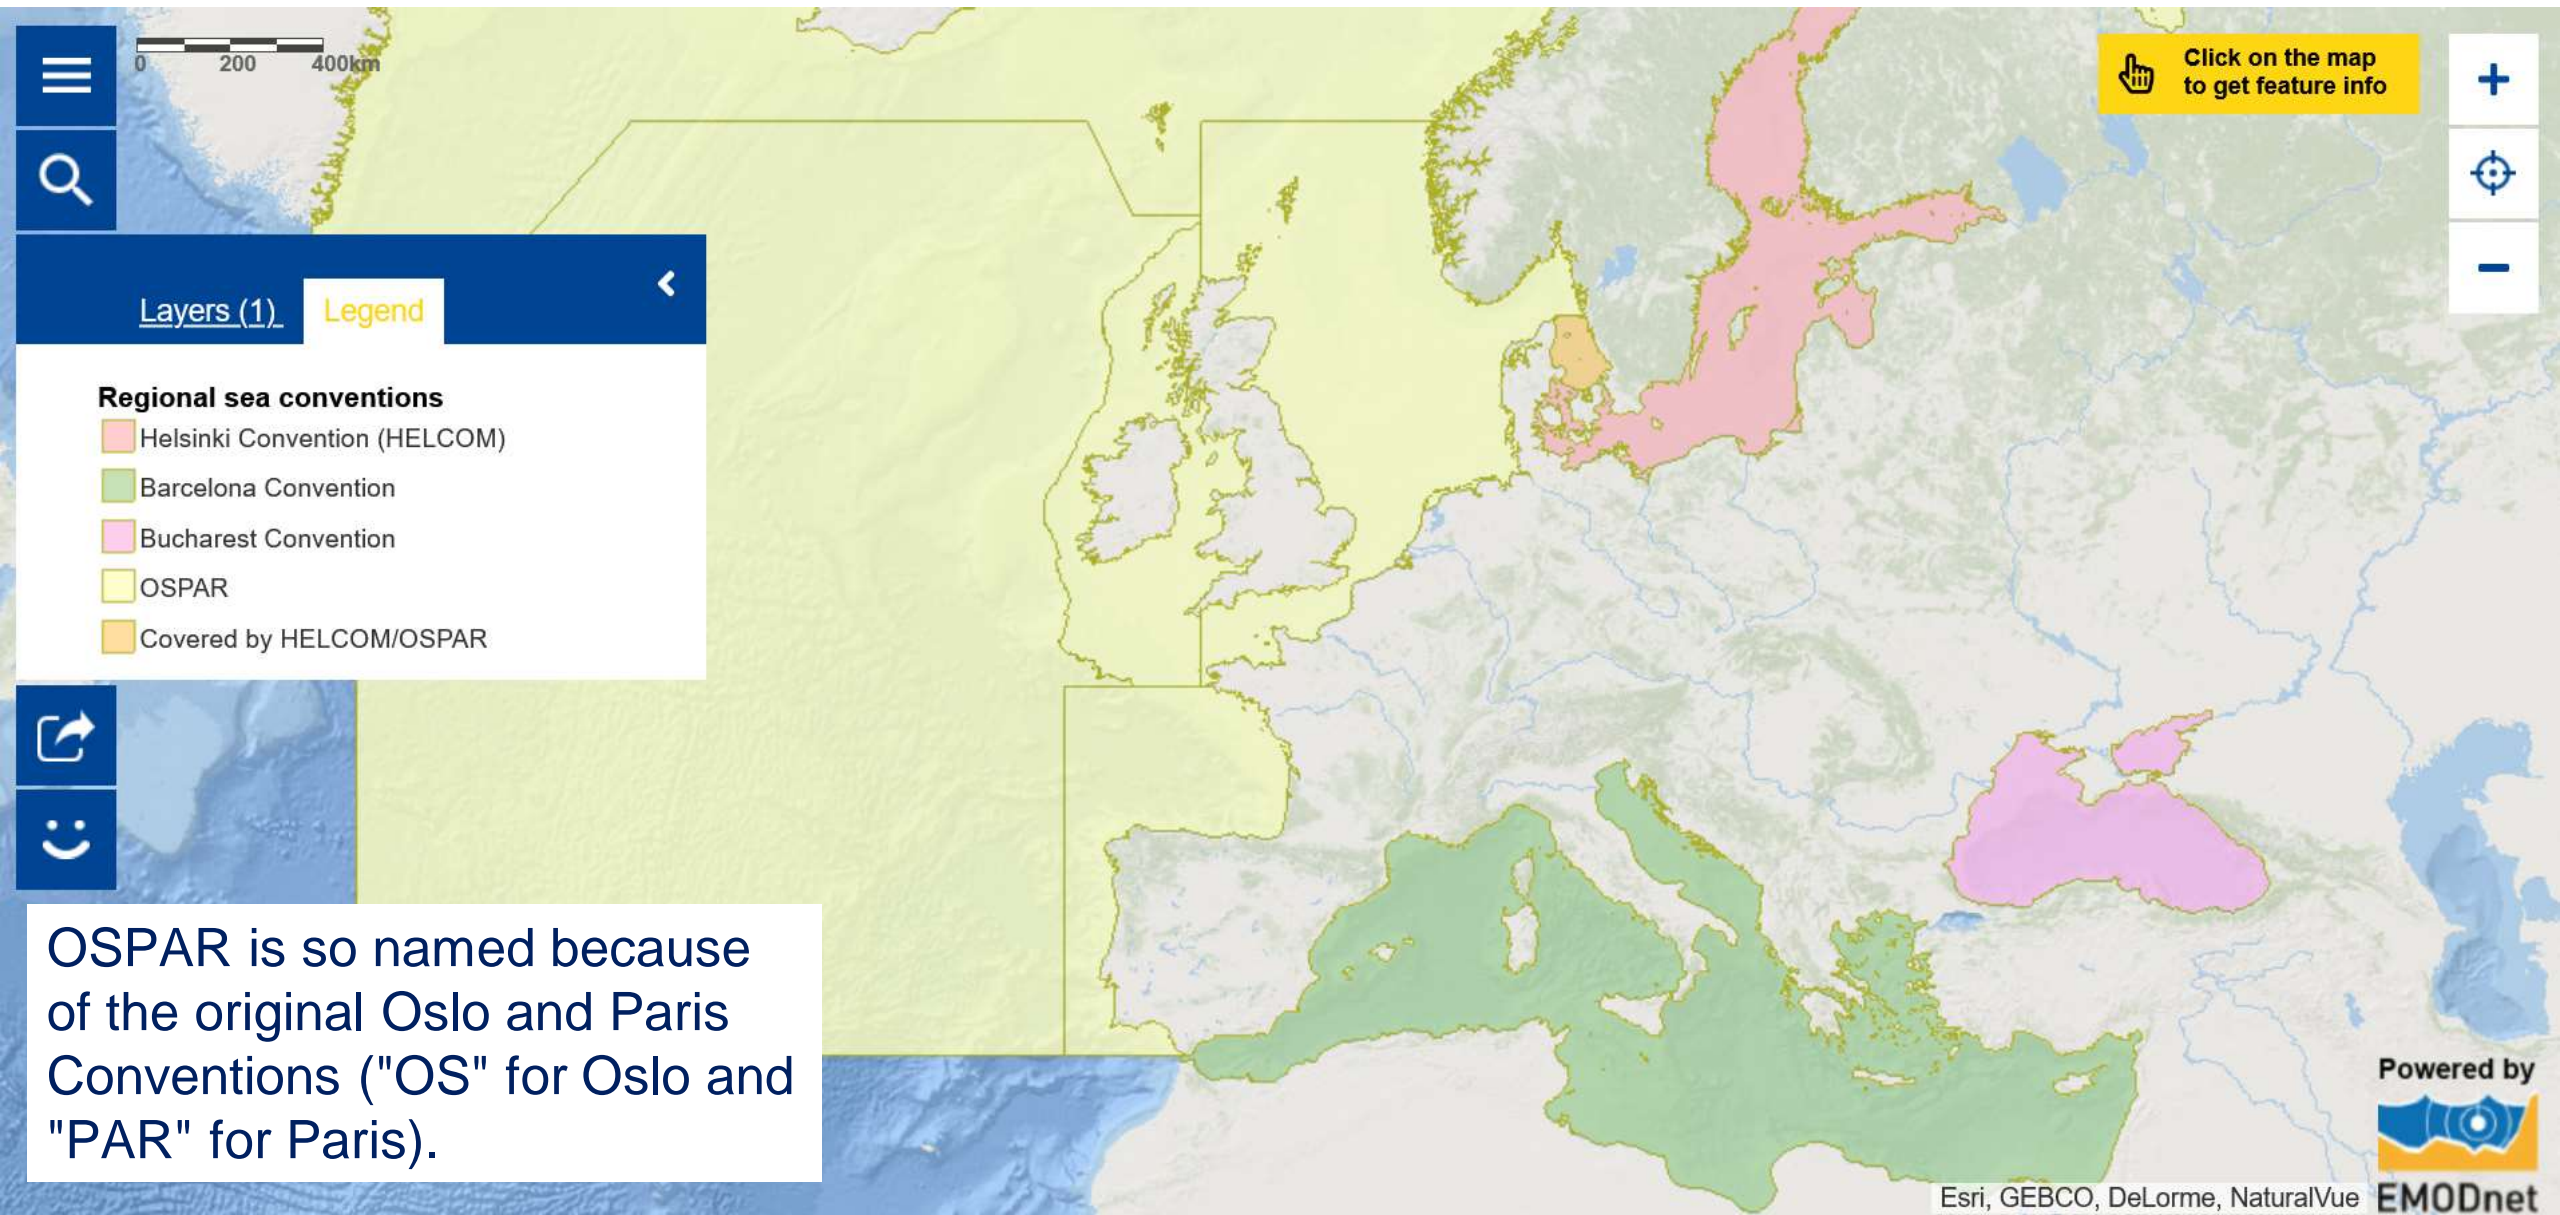 0 200 400km
Click on the map
to get feature info
Layers (1) Legend
Regional sea conventions
Helsinki Convention (HELCOM)
Barcelona Convention
Bucharest Convention
OSPAR
Covered by HELCOM/OSPAR
OSPAR is so named because
of the original Oslo and Paris
Conventions ("OS" for Oslo and
"PAR" for Paris).
Powered by
EMODnet
Esri, GEBCO, DeLorme, NaturalVue